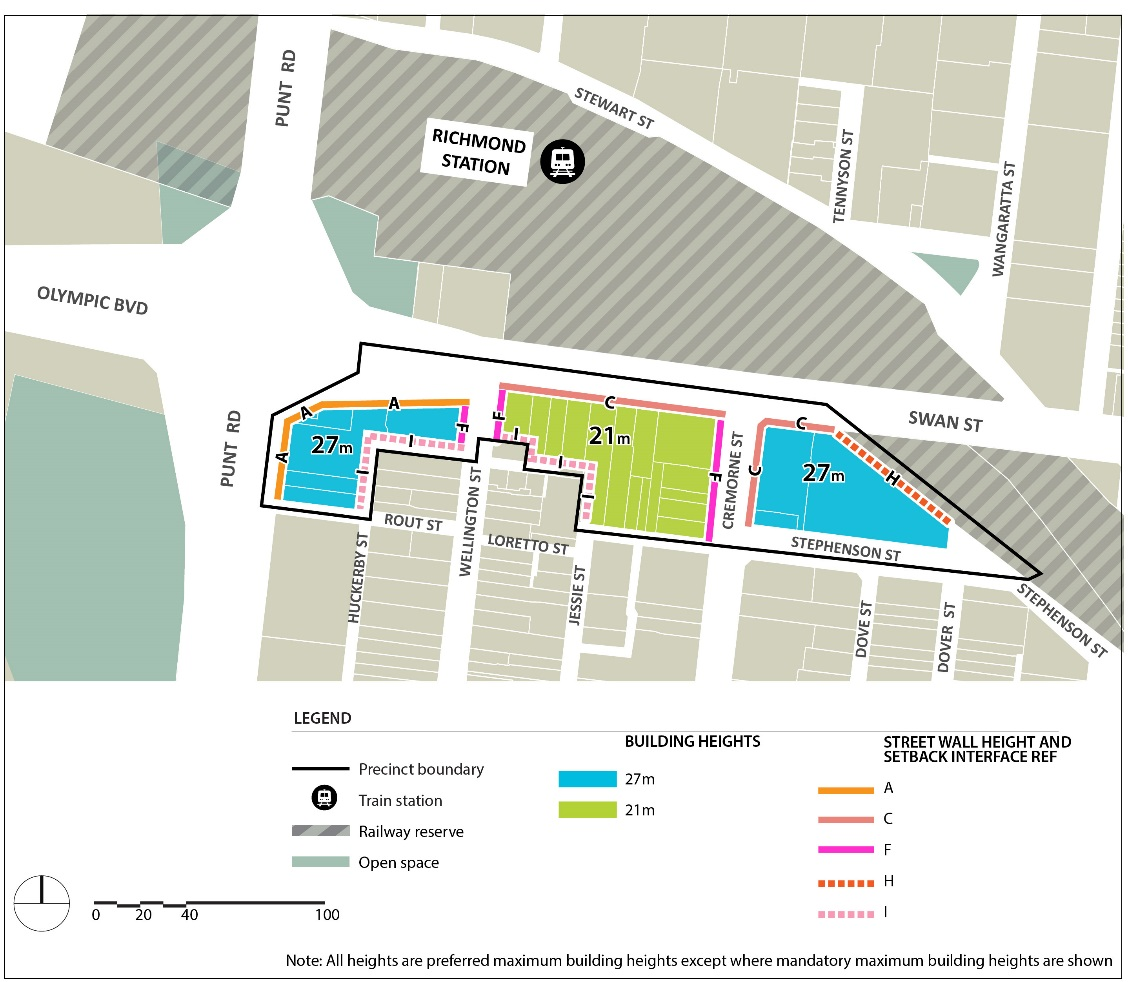 PUNT RD
STEWART ST
RICHMOND
STATION
TENNYSON ST
WANGARATTA ST
OLYMPIC BVD
SWAN ST
PUNT RD
A
A
A
27m
I
I
F
F
I
I
I
C
21m
F
CREMORNE ST
C
C
27m
H
ROUT ST
WELLINGTON ST
LORETTO ST
STEPHENSON ST
HUCKERBY ST
JESSIE ST
DOVE ST
DOVER ST
STEPHENSON ST
LEGEND
Precinct boundary
Train station
Railway reserve
Open space
BUILDING HEIGHTS
27m
21m
STREET WALL HEIGHT AND
SETBACK INTERFACE REF
A
C
F
H
I
0 20 40 100
Note: All heights are preferred maximum building heights except where mandatory maximum building heights are shown